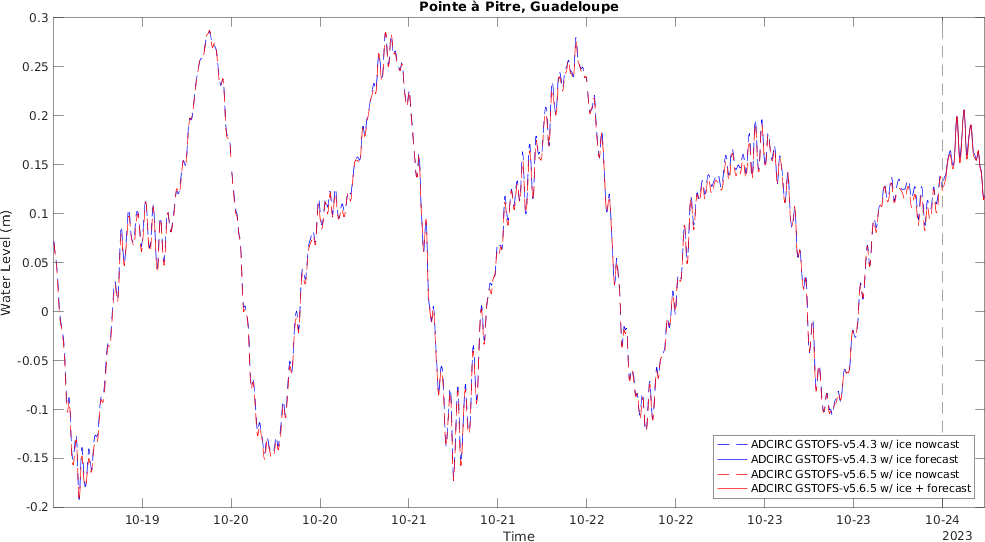 Pointe à Pitre, Guadeloupe
0.3
0.25
0.2
0.15
0.1
0.05
0
-0.05
-0.1
-0.15
-0.2
Water Level (m)
10-19 10-20 10-20 10-21 10-21 10-22 10-22 10-23 10-23 10-24
2023
Time
ADCIRC GSTOFS-v5.4.3 w/ ice nowcast
ADCIRC GSTOFS-v5.4.3 w/ ice forecast
ADCIRC GSTOFS-v5.6.5 w/ ice nowcast
ADCIRC GSTOFS-v5.6.5 w/ ice + forecast